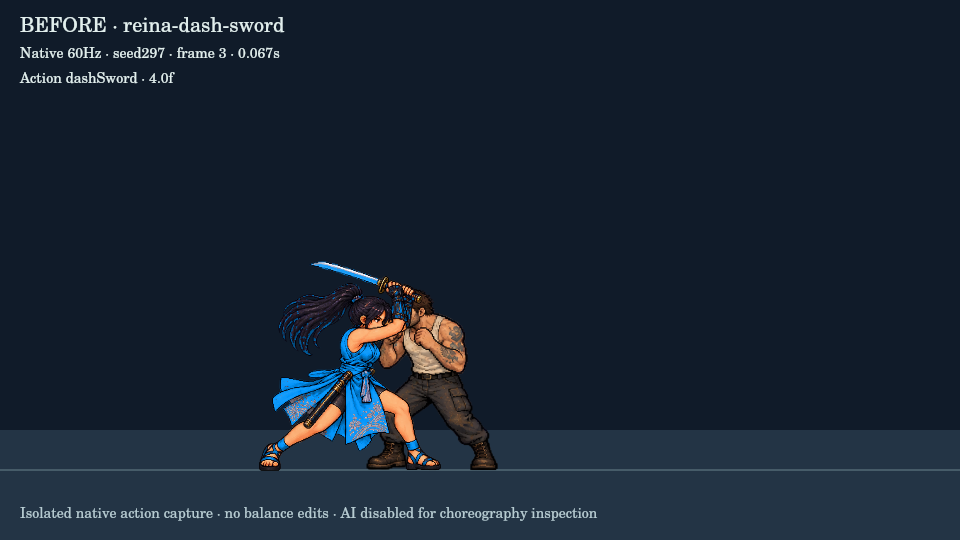 BEFORE · reina-dash-sword
Native 60Hz · seed297 · frame 3 · 0.067s
Action dashSword · 4.0f
Isolated native action capture · no balance edits · AI disabled for choreography inspection